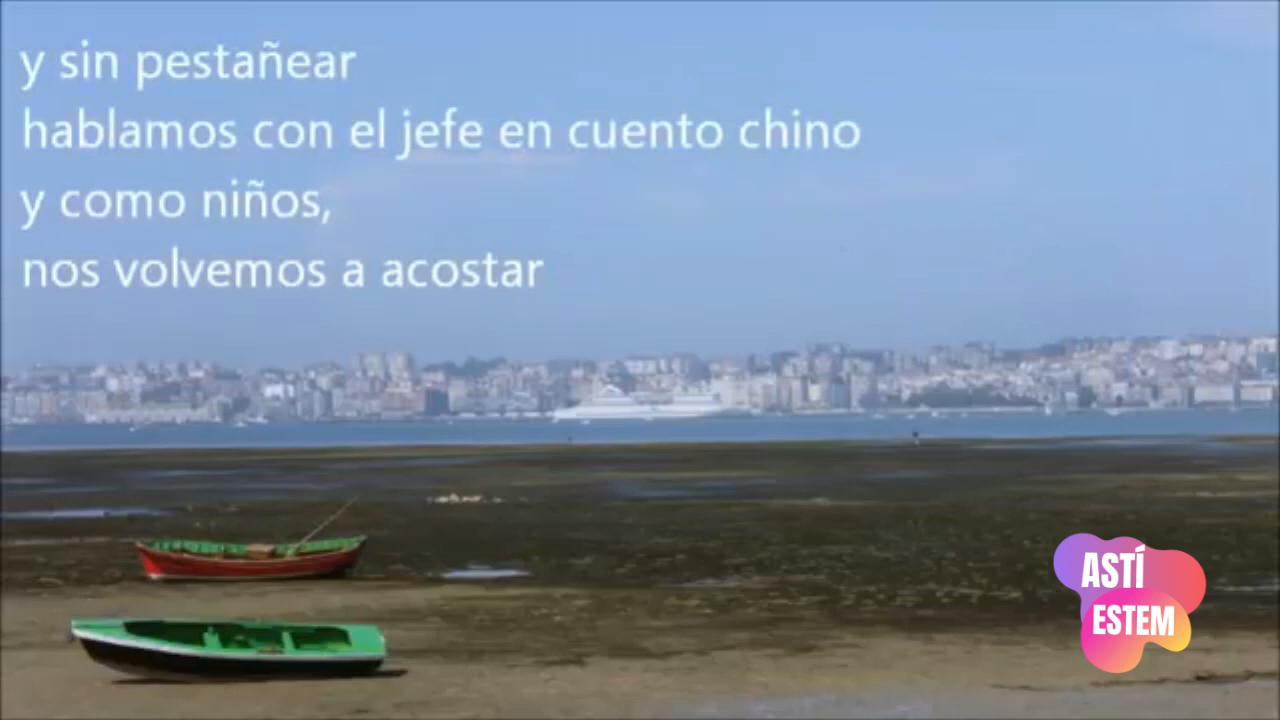 y sin pestañear
hablamos con el jefe en cuento chino
y como niños,
nos volvemos a acostar
ASTÍ
ESTEM